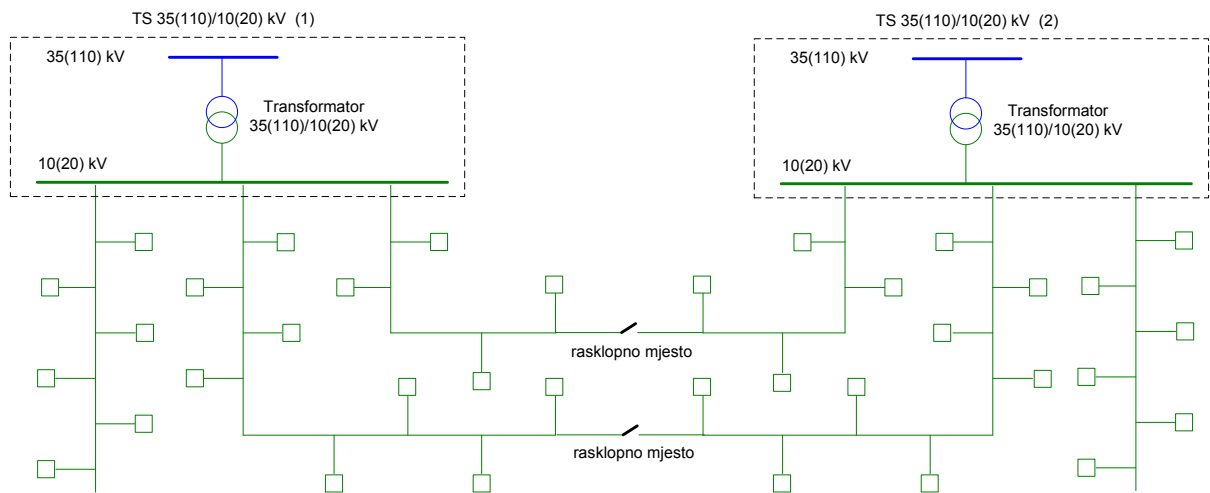 TS 35(110)/10(20) kV (1)
35(110) kV
Transformator
35(110)/10(20) kV
10(20) kV
TS 35(110)/10(20) kV (2)
35(110) kV
Transformator
35(110)/10(20) kV
10(20) kV
rasklopno mjesto
rasklopno mjesto